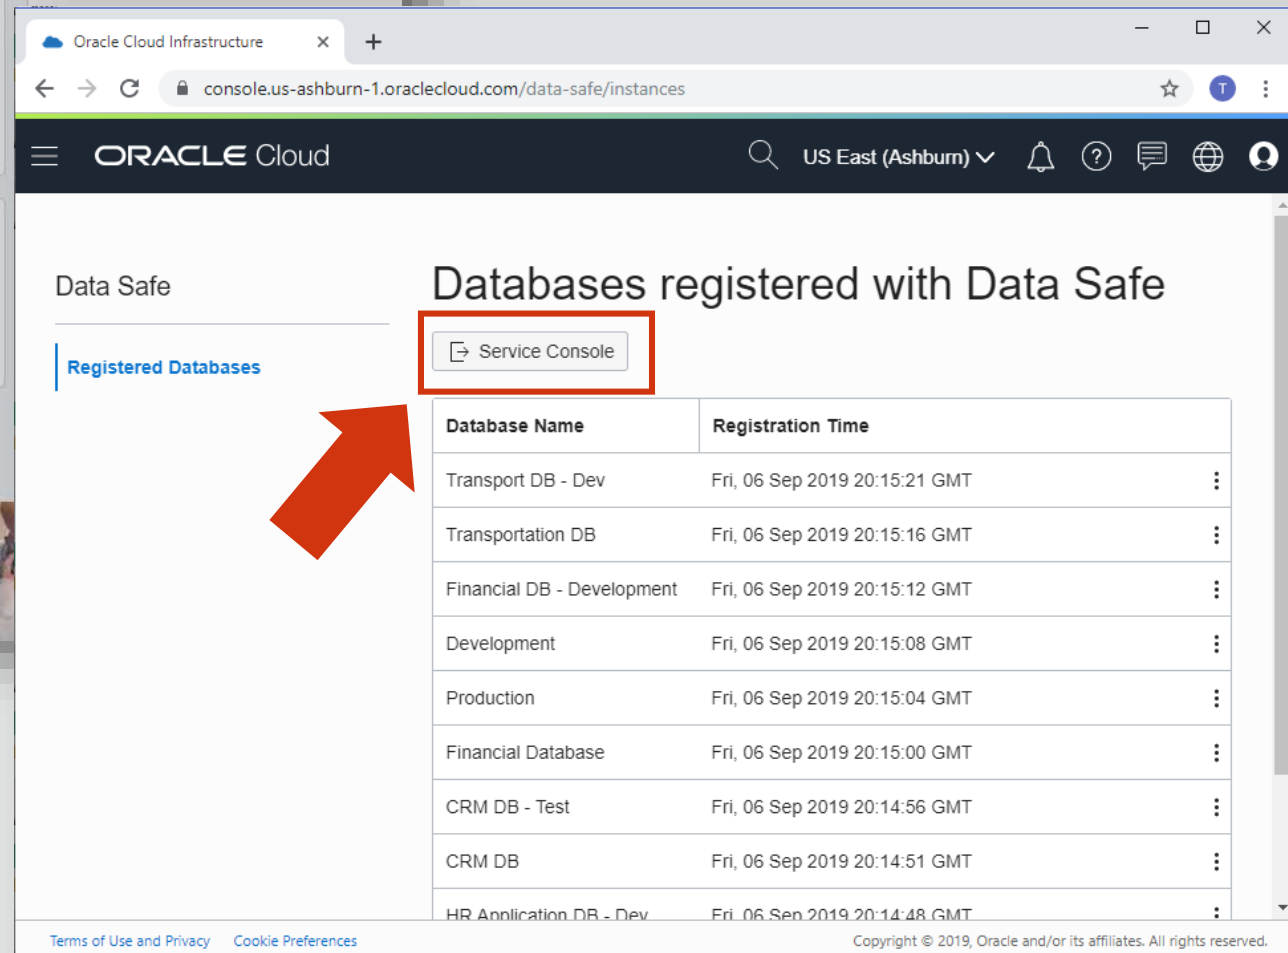 Oracle Cloud Infrastructure
console.us-ashburn-1.oraclecloud.com/data-safe/instances
ORACLE Cloud
US East (Ashburn)
T
Data Safe
Registered Databases
Databases registered with Data Safe
Service Console
Database Name Registration Time
Transport DB - Dev Fri, 06 Sep 2019 20:15:21 GMT
Transportation DB Fri, 06 Sep 2019 20:15:16 GMT
Financial DB - Development Fri, 06 Sep 2019 20:15:12 GMT
Development Fri, 06 Sep 2019 20:15:08 GMT
Production Fri, 06 Sep 2019 20:15:04 GMT
Financial Database Fri, 06 Sep 2019 20:15:00 GMT
CRM DB - Test Fri, 06 Sep 2019 20:14:56 GMT
CRM DB Fri, 06 Sep 2019 20:14:51 GMT
HR Application DB - Dev Fri, 06 Sep 2019 20:14:48 GMT
Terms of Use and Privacy Cookie Preferences Copyright © 2019, Oracle and/or its affiliates. All rights reserved.